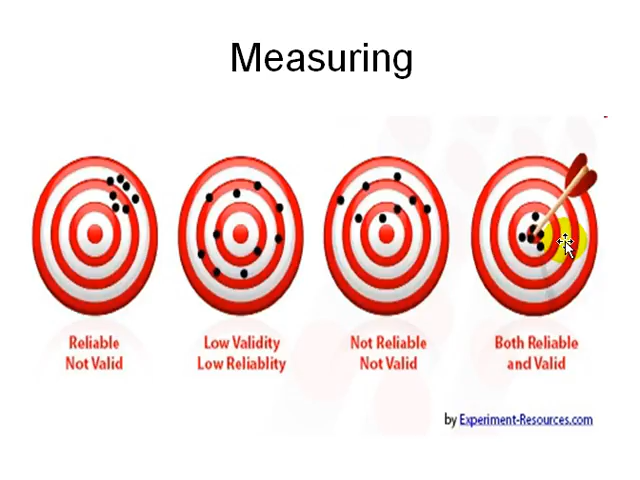 Measuring
Reliable
Not Valid
Low Validity
Low Reliablity
Not Reliable
Not Valid
Both Reliable
and Valid
by Experiment-Resources.com